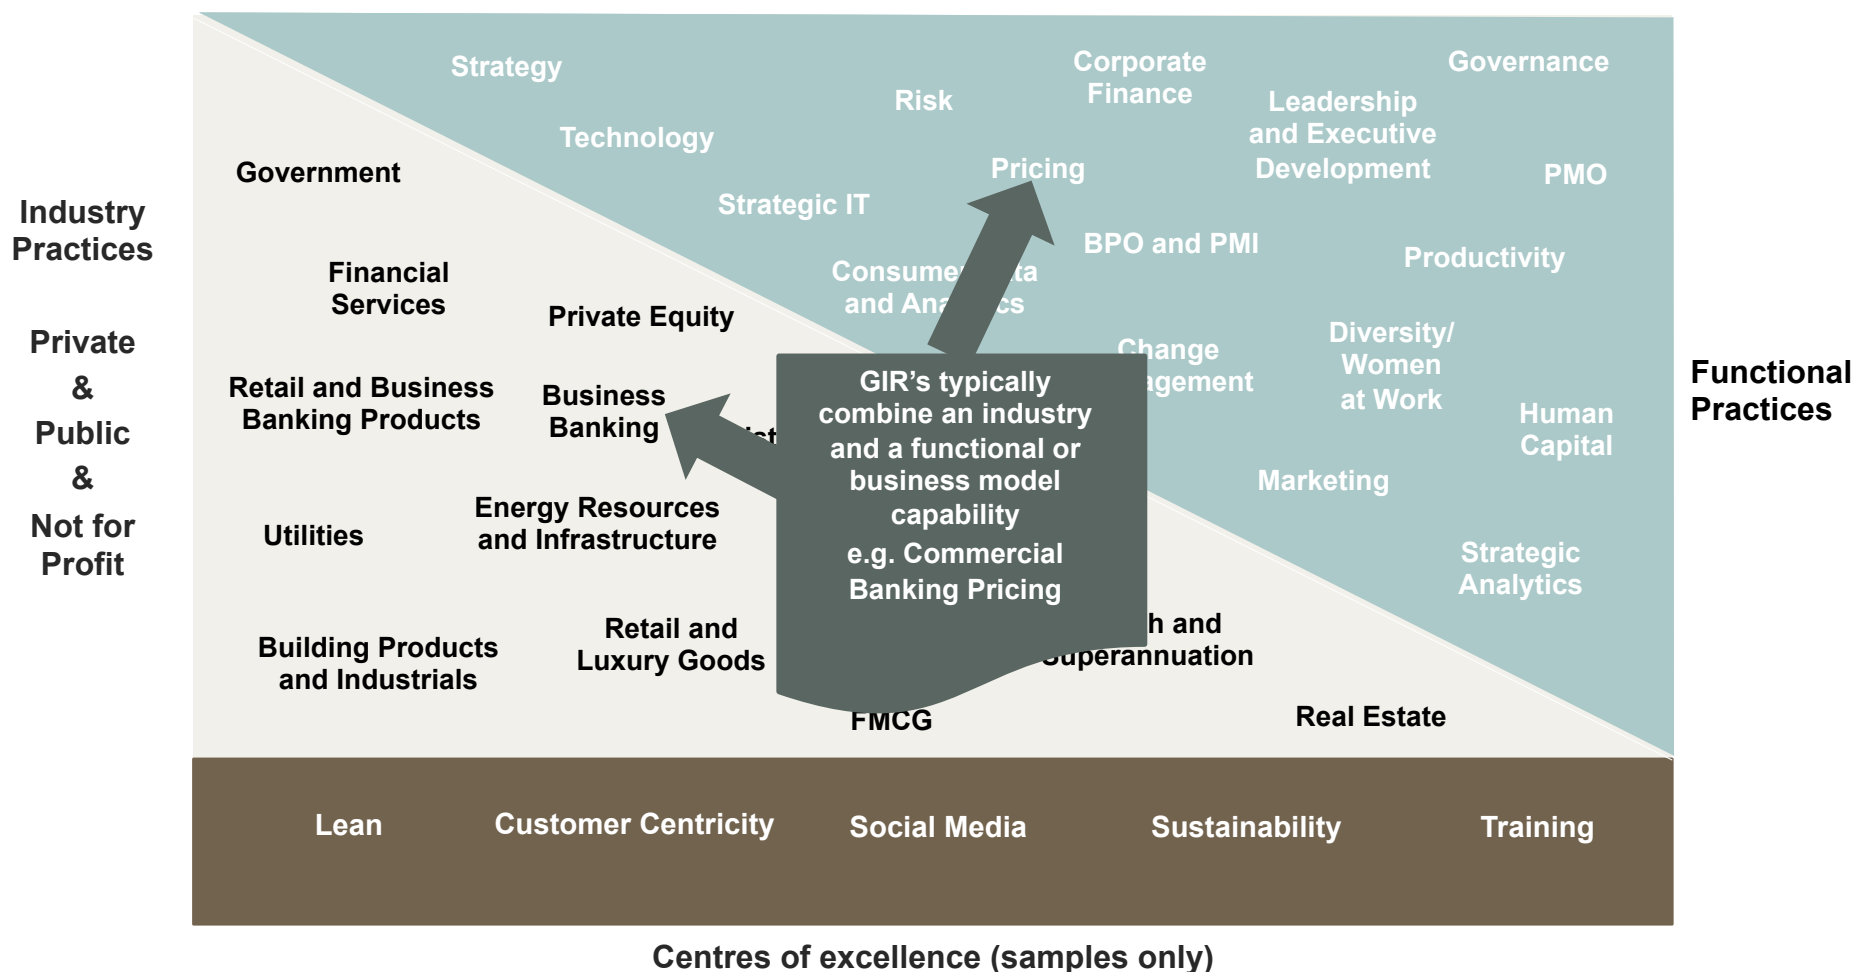 Strategy
Technology
Strategic IT
Risk
Corporate
Finance
Pricing
Governance
Leadership
and Executive
Development
PMO
BPO and PMI
Productivity
and
Change
Diversity/
Women
at Work
Human
Capital
Marketing
Strategic
Analytics
Functional
Practices
Industry
Practices
Private
&
Public
&
Not for
Profit
Government
Financial
Services
Private Equity
Retail and Business
Banking Products
Business
Banking
Utilities
Energy Resources
and Infrastructure
Building Products
and Industrials
Retail and
Luxury Goods
FMCG
and
Superannuation
Real Estate
GIR’s typically
combine an industry
and a functional or
business model
capability
e.g. Commercial
Banking Pricing
Lean
Customer Centricity
Social Media
Sustainability
Training
Centres of excellence (samples only)